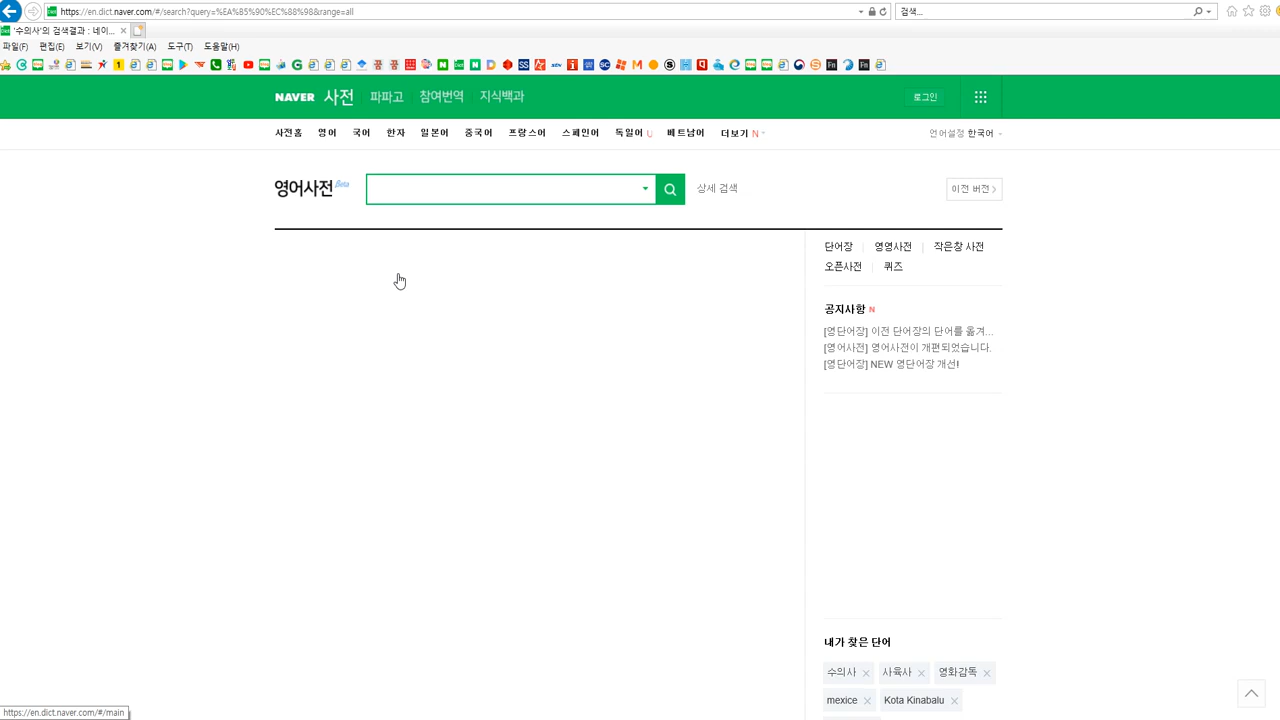 https://en.dict.naver.com/#/search?query=%EA%B5%90%EC%88%98&range=all
검색...
'수의사'의 검색결과 : 네이...
파일(F) 편집(E) 보기(V) 즐겨찾기(A) 도구(T) 도움말(H)
NAVER 사전 파파고 참여번역 지식백과 로그인
사전홈 영어 국어 한자 일본어 중국어 프랑스어 스페인어 독일어 U 베트남어 더보기 N 언어설정 한국어
영어사전 Beta 상세 검색 이전 버전
단어장 영영사전 작은창 사전
오픈사전 퀴즈
공지사항 N
[영단어장] 이전 단어장의 단어를 옮겨...
[영어사전] 영어사전이 개편되었습니다.
[영단어장] NEW 영단어장 개선!
내가 찾은 단어
수의사 사육사 영화감독
mexice Kota Kinabalu
https://en.dict.naver.com/#/main